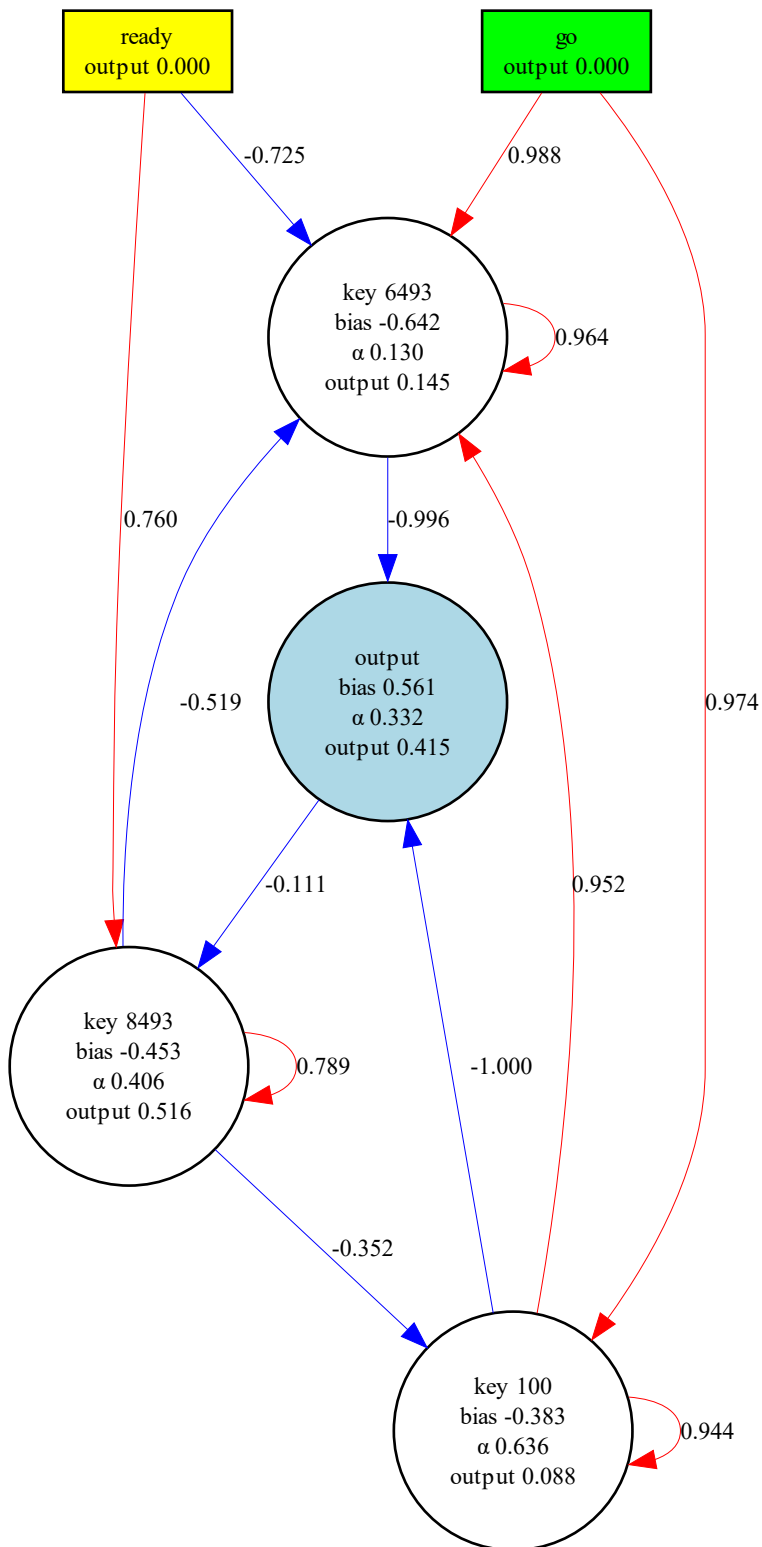 ready
output 0.000
go
output 0.000
-0.725
0.988
key 6493
bias -0.642
α 0.130
output 0.145
0.964
0.760
-0.996
-0.519
output
bias 0.561
α 0.332
output 0.415
0.974
-0.111
0.952
key 8493
bias -0.453
α 0.406
output 0.516
0.789
-1.000
-0.352
key 100
bias -0.383
α 0.636
output 0.088
0.944